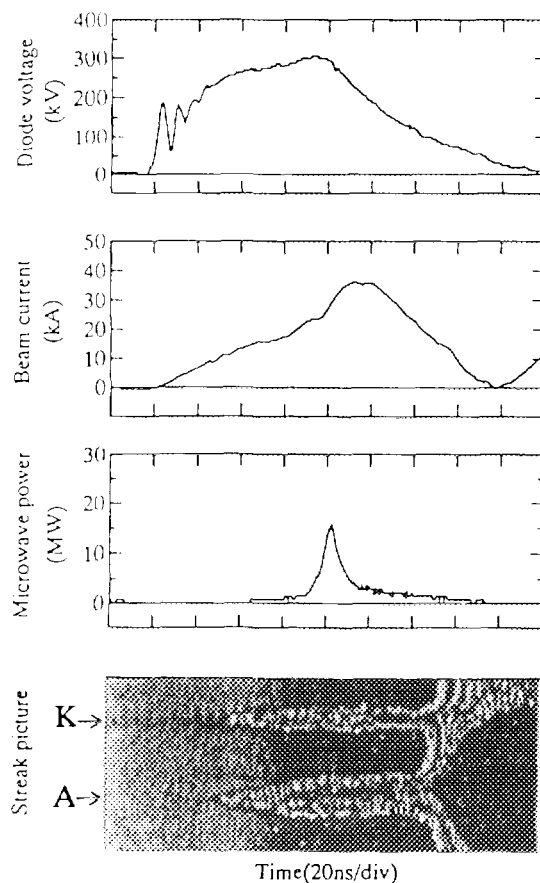 400
300
200
100
0
Diode voltage
(kV)
50
40
30
20
10
0
Beam current
(kA)
30
20
10
0
Microwave power
(MW)
K→
A→
Streak picture
Time(20ns/div)